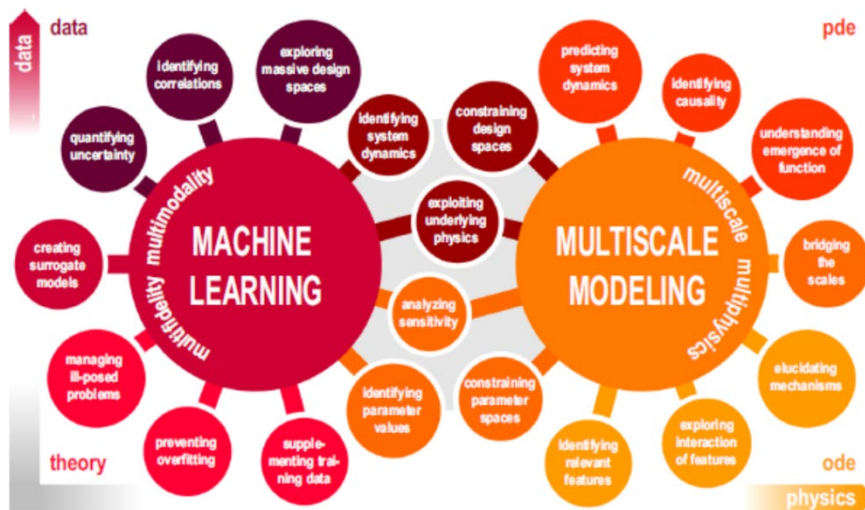 data
data
pde
identifying
correlations
exploring
massive design
spaces
quantifying
uncertainty
identifying
system
dynamics
constraining
design
spaces
predicting
system
dynamics
identifying
causality
understanding
emergence of
function
creating
surrogate
models
multifidelity multimodality
MACHINE
LEARNING
exploiting
underlying
physics
analyzing
sensitivity
MULTISCALE
MODELING
multiscale multiphysics
bridging
the
scales
managing
ill-posed
problems
preventing
overfitting
supple-
menting trai-
ning data
identifying
parameter
values
constraining
parameter
spaces
identifying
relevant
features
exploring
interaction
of features
elucidating
mechanisms
theory
ode
physics